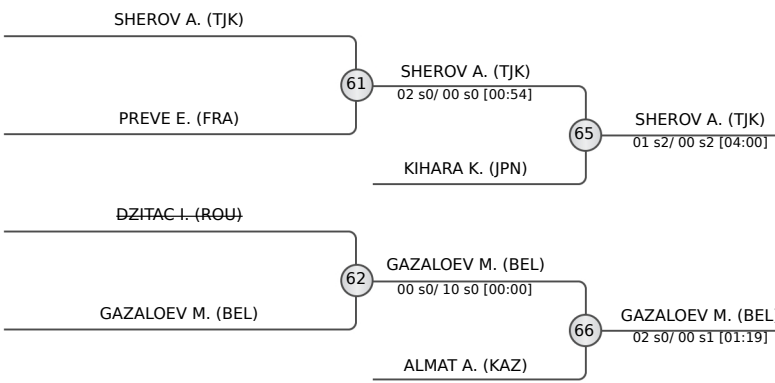 SHEROV A. (TJK)
61
SHEROV A. (TJK)
02 s0/ 00 s0 [00:54]
PREVE E. (FRA)
65
SHEROV A. (TJK)
01 s2/ 00 s2 [04:00]
KIHARA K. (JPN)
DZITAC I. (ROU)
62
GAZALOEV M. (BEL)
00 s0/ 10 s0 [00:00]
GAZALOEV M. (BEL)
66
GAZALOEV M. (BEL)
02 s0/ 00 s1 [01:19]
ALMAT A. (KAZ)